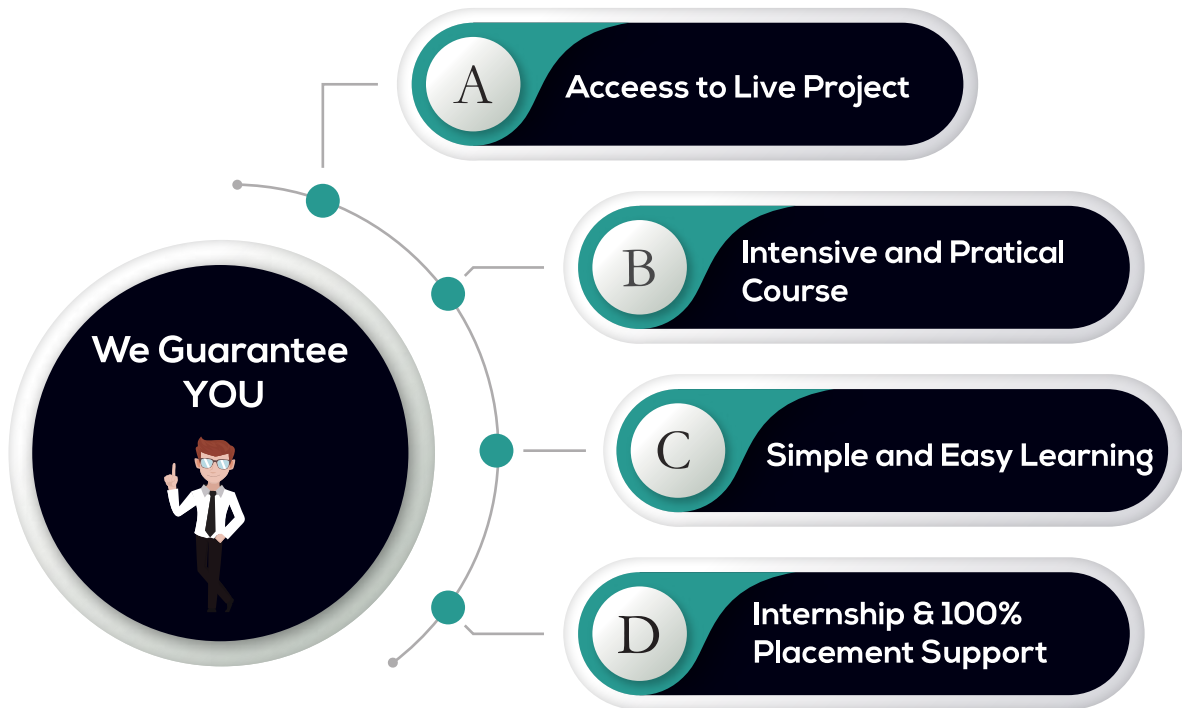 A
Acceess to Live Project
B
Intensive and Pratical
Course
We Guarantee
YOU
C
Simple and Easy Learning
D
Internship & 100%
Placement Support